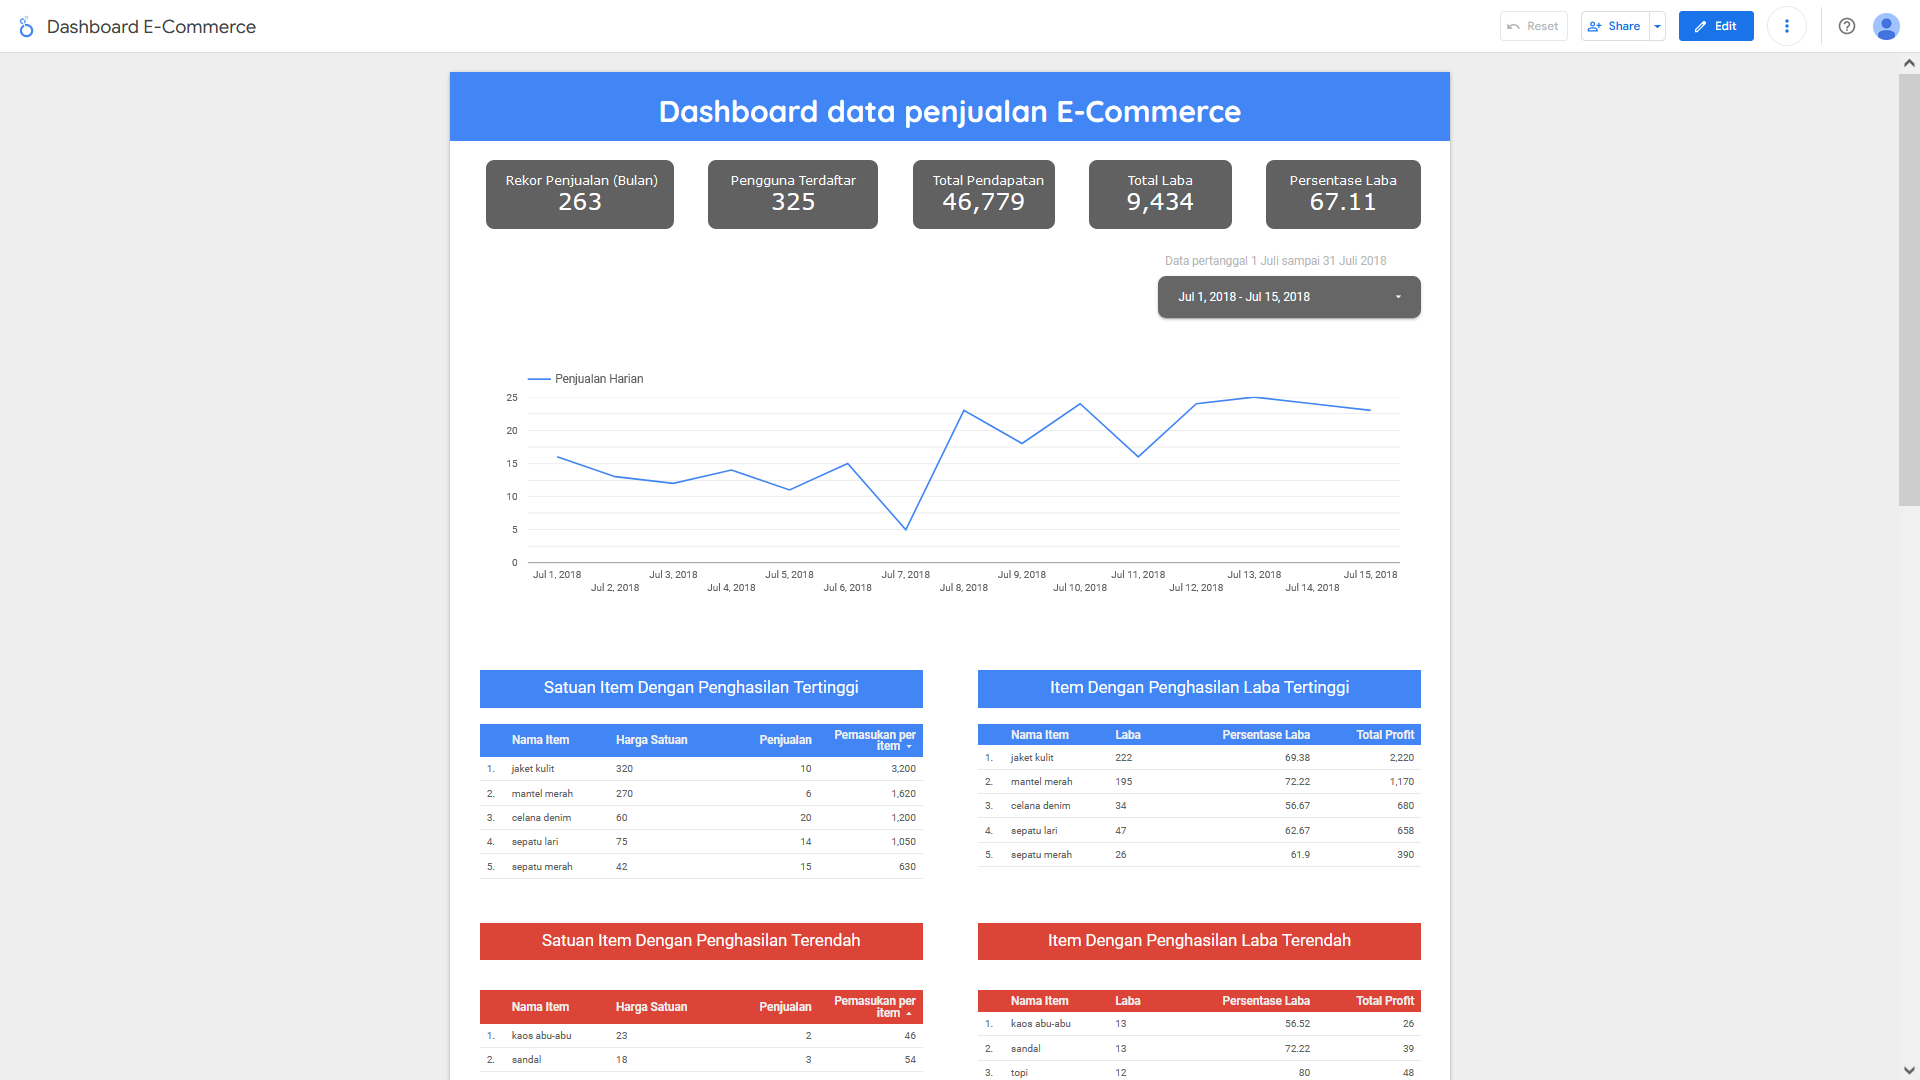 Dashboard E-Commerce
Reset
Share
Edit
Dashboard data penjualan E-Commerce
Rekor Penjualan (Bulan)
263
Pengguna Terdaftar
325
Total Pendapatan
46,779
Total Laba
9,434
Persentase Laba
67.11
Data pertanggal 1 Juli sampai 31 Juli 2018
Jul 1, 2018 - Jul 15, 2018
Penjualan Harian
25
20
15
10
5
0
Jul 1, 2018
Jul 2, 2018
Jul 3, 2018
Jul 4, 2018
Jul 5, 2018
Jul 6, 2018
Jul 7, 2018
Jul 8, 2018
Jul 9, 2018
Jul 10, 2018
Jul 11, 2018
Jul 12, 2018
Jul 13, 2018
Jul 14, 2018
Jul 15, 2018
Satuan Item Dengan Penghasilan Tertinggi
Nama Item Harga Satuan Penjualan Pemasukan per item
1. jaket kulit 320 10 3,200
2. mantel merah 270 6 1,620
3. celana denim 60 20 1,200
4. sepatu lari 75 14 1,050
5. sepatu merah 42 15 630
Item Dengan Penghasilan Laba Tertinggi
Nama Item Laba Persentase Laba Total Profit
1. jaket kulit 222 69.38 2,220
2. mantel merah 195 72.22 1,170
3. celana denim 34 56.67 680
4. sepatu lari 47 62.67 658
5. sepatu merah 26 61.9 390
Satuan Item Dengan Penghasilan Terendah
Nama Item Harga Satuan Penjualan Pemasukan per item
1. kaos abu-abu 23 2 46
2. sandal 18 3 54
Item Dengan Penghasilan Laba Terendah
Nama Item Laba Persentase Laba Total Profit
1. kaos abu-abu 13 56.52 26
2. sandal 13 72.22 39
3. topi 12 80 48